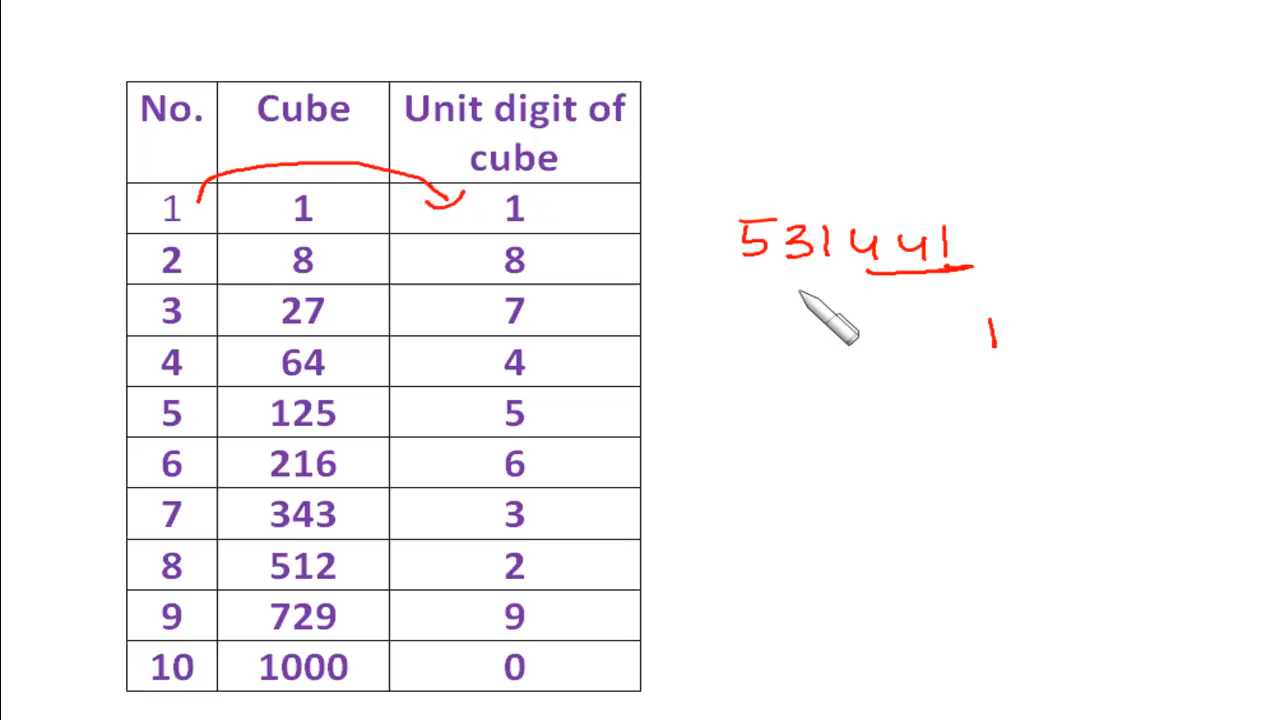 No. Cube Unit digit of cube
1 1 1
2 8 8
3 27 7
4 64 4
5 125 5
6 216 6
7 343 3
8 512 2
9 729 9
10 1000 0
531441
1